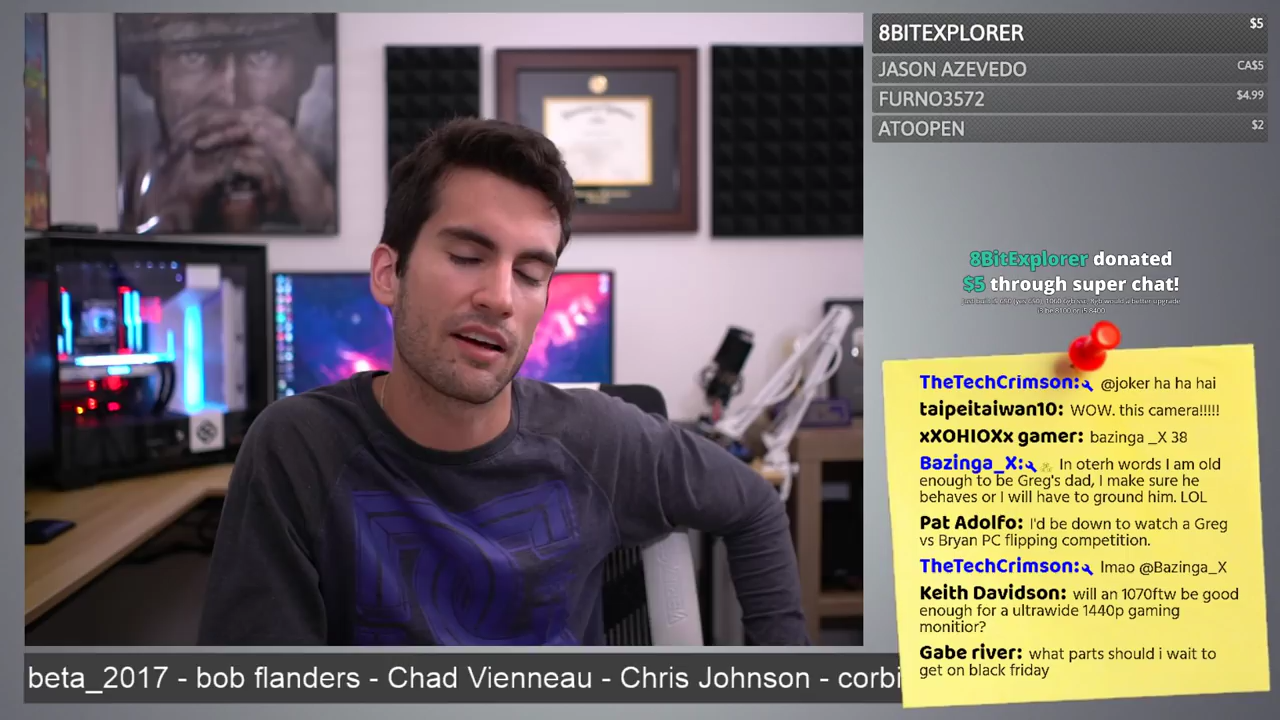 8BITEXPLORER $5
JASON AZEVEDO CA$5
FURNO3572 $4.99
ATOOPEN $2
8BitExplorer donated
$5 through super chat!
TheTechCrimson: @joker ha ha hai
taipeitaiwan10: WOW. this camera!!!!!
xXOHIOXx gamer: bazinga _X 38
Bazinga_X: In oterh words I am old
enough to be Greg's dad, I make sure he
behaves or I will have to ground him. LOL
Pat Adolfo: I'd be down to watch a Greg
vs Bryan PC flipping competition.
TheTechCrimson: lmao @Bazinga_X
Keith Davidson: will an 1070ftw be good
enough for a ultrawide 1440p gaming
monitior?
Gabe river: what parts should i wait to
get on black friday
beta_2017 - bob flanders - Chad Vienneau - Chris Johnson - corbi